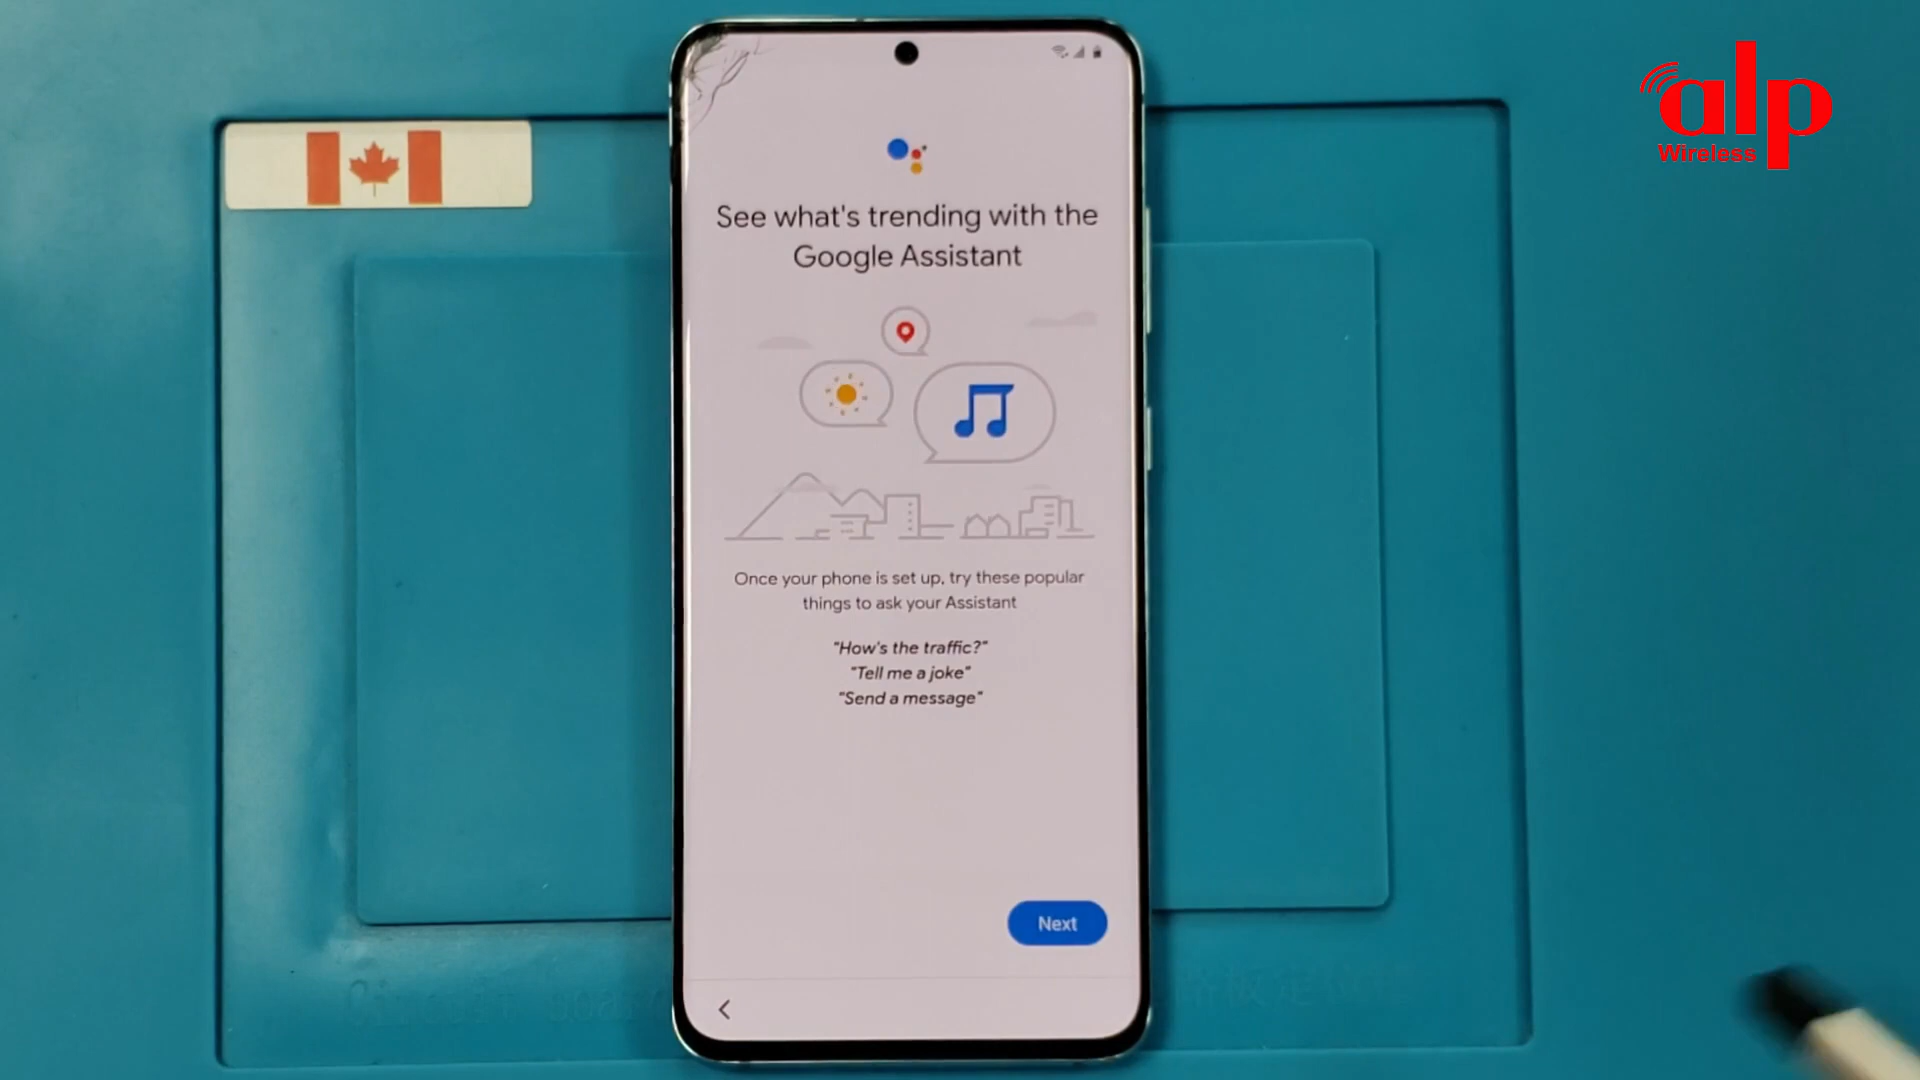 alp
Wireless
See what's trending with the
Google Assistant
Once your phone is set up, try these popular
things to ask your Assistant
"How's the traffic?"
"Tell me a joke"
"Send a message"
Next